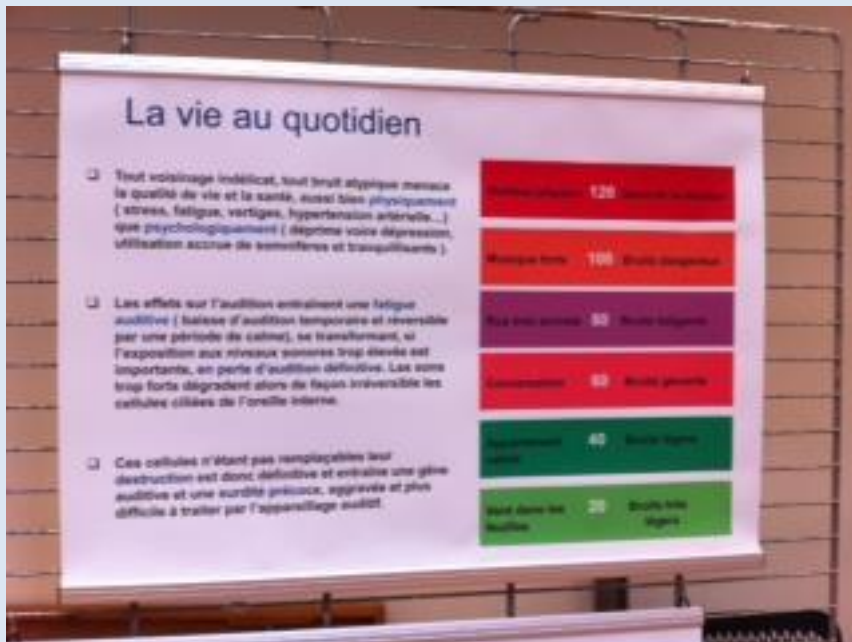 La vie au quotidien
❑ Tout voisinage indélicat, tout bruit atypique menace
la qualité de vie et la santé, aussi bien physiquement
( stress, fatigue, vertiges, hypertension artérielle...)
que psychologiquement ( déprime voire dépression,
utilisation accrue de somnifères et tranquillisants ).
❑ Les effets sur l'audition entraînent une fatigue
auditive ( baisse d'audition temporaire et réversible
par une période de calme), se transformant, si
l'exposition aux niveaux sonores trop élevés est
importante, en perte d'audition définitive. Les sons
trop forts dégradent alors de façon irréversible les
cellules ciliées de l'oreille interne.
❑ Ces cellules n'étant pas remplaçables leur
destruction est donc définitive et entraîne une gêne
auditive et une surdité précoce, aggravée et plus
difficile à traiter par l'appareillage auditif.
120
Musique forte 100 Bruits dangereux
80 Bruits fatigants
Conversation 60 Bruits gênants
Appartement
calme 40 Bruits légers
Vent dans les
feuilles 20 Bruits très
légers